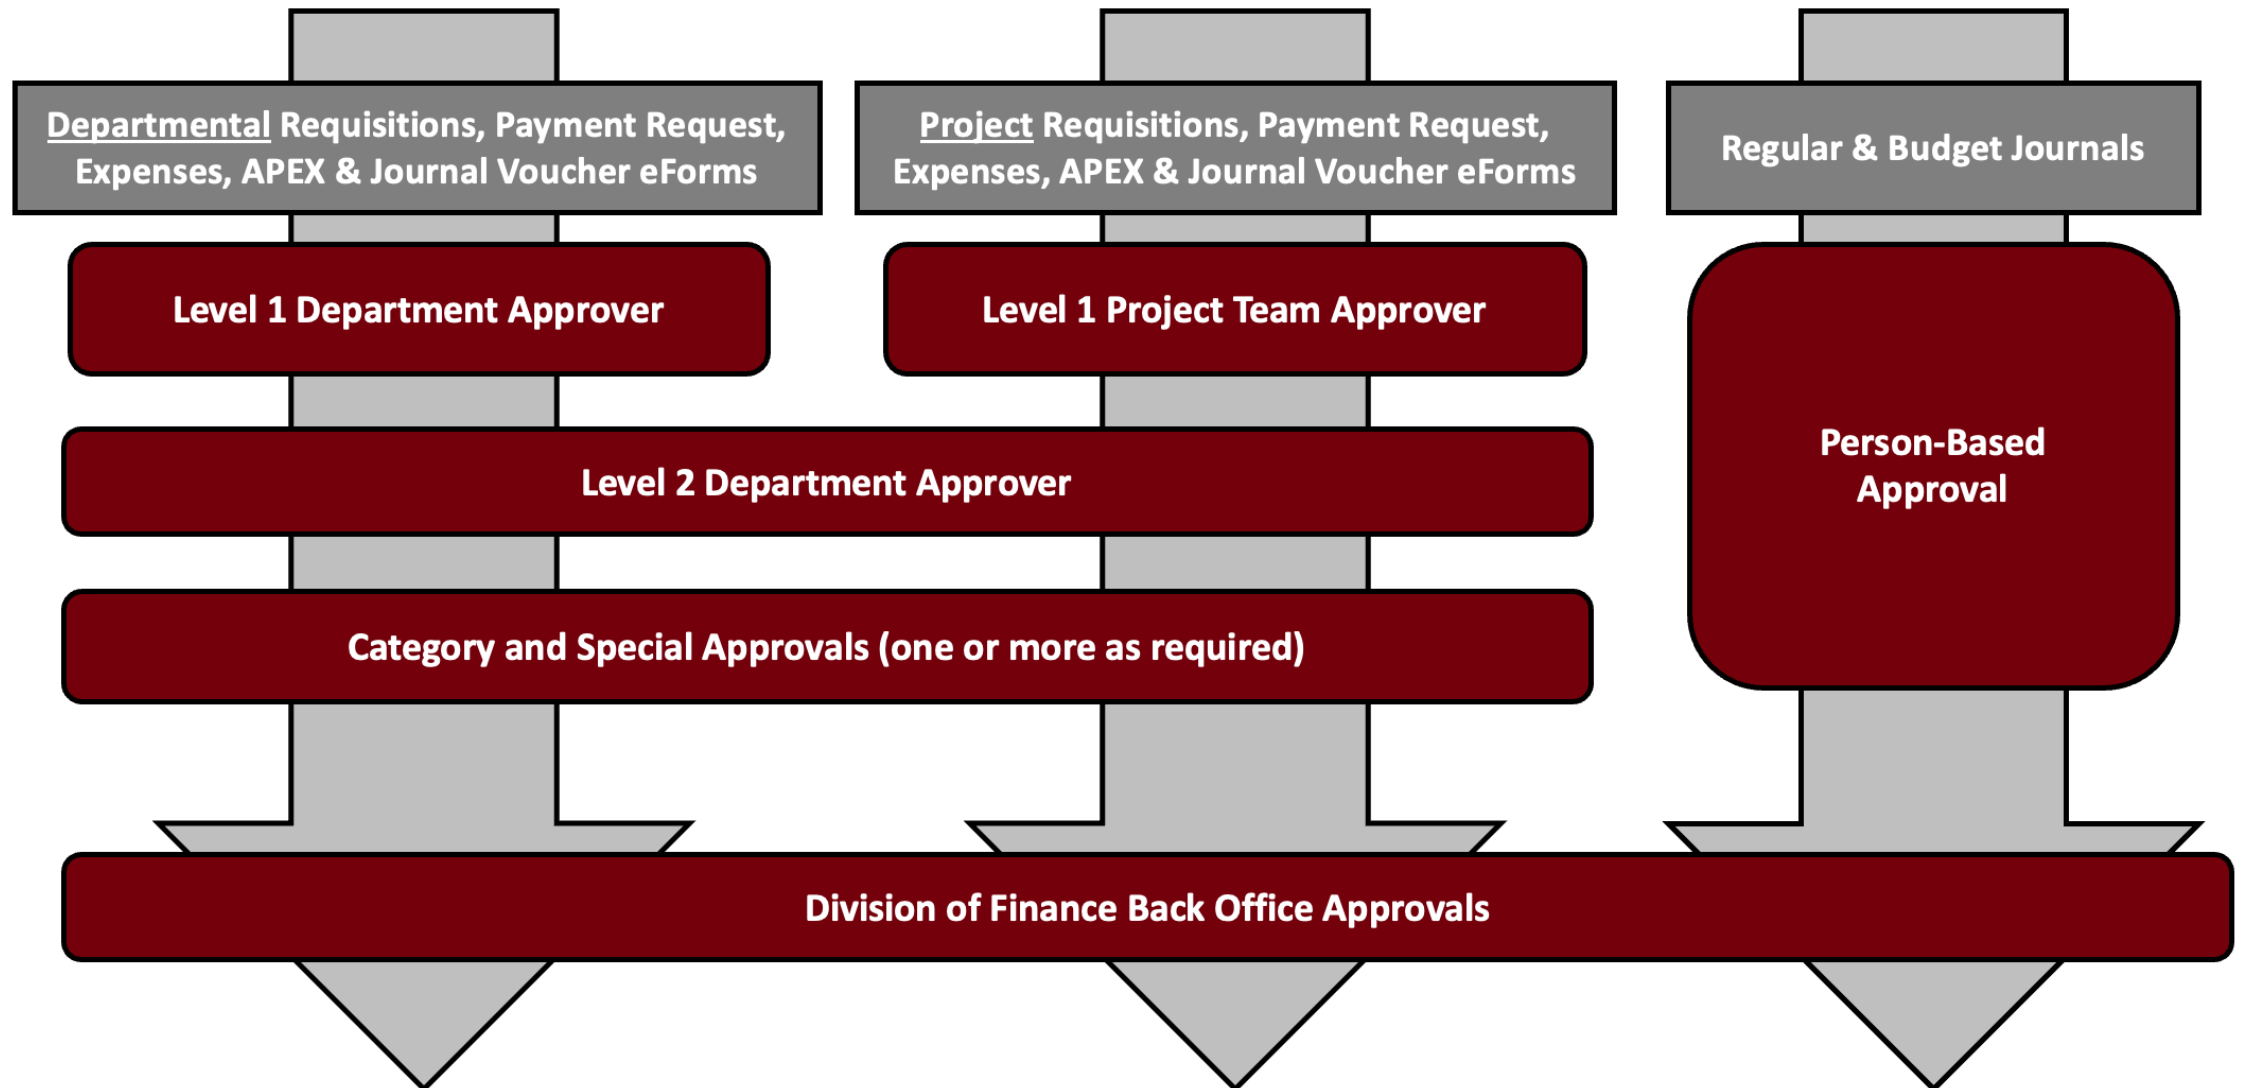 Departmental Requisitions, Payment Request,
Expenses, APEX & Journal Voucher eForms
Project Requisitions, Payment Request,
Expenses, APEX & Journal Voucher eForms
Regular & Budget Journals
Level 1 Department Approver
Level 1 Project Team Approver
Person-Based
Approval
Level 2 Department Approver
Category and Special Approvals (one or more as required)
Division of Finance Back Office Approvals